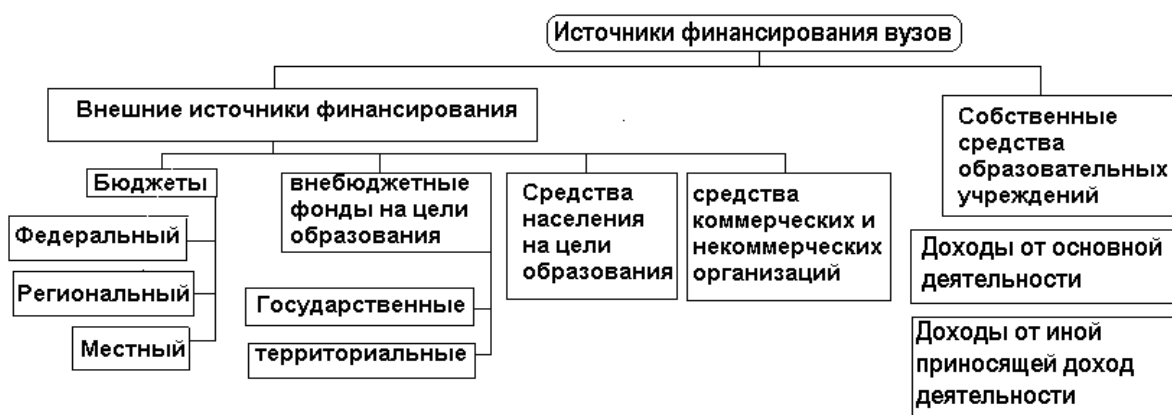 Источники финансирования вузов
Внешние источники финансирования
Собственные
средства
образовательных
учреждений
Бюджеты
Федеральный
Региональный
Местный
внебюджетные
фонды на цели
образования
Государственные
территориальные
Средства
населения
на цели
образования
средства
коммерческих и
некоммерческих
организаций
Доходы от основной
деятельности
Доходы от иной
приносящей доход
деятельности